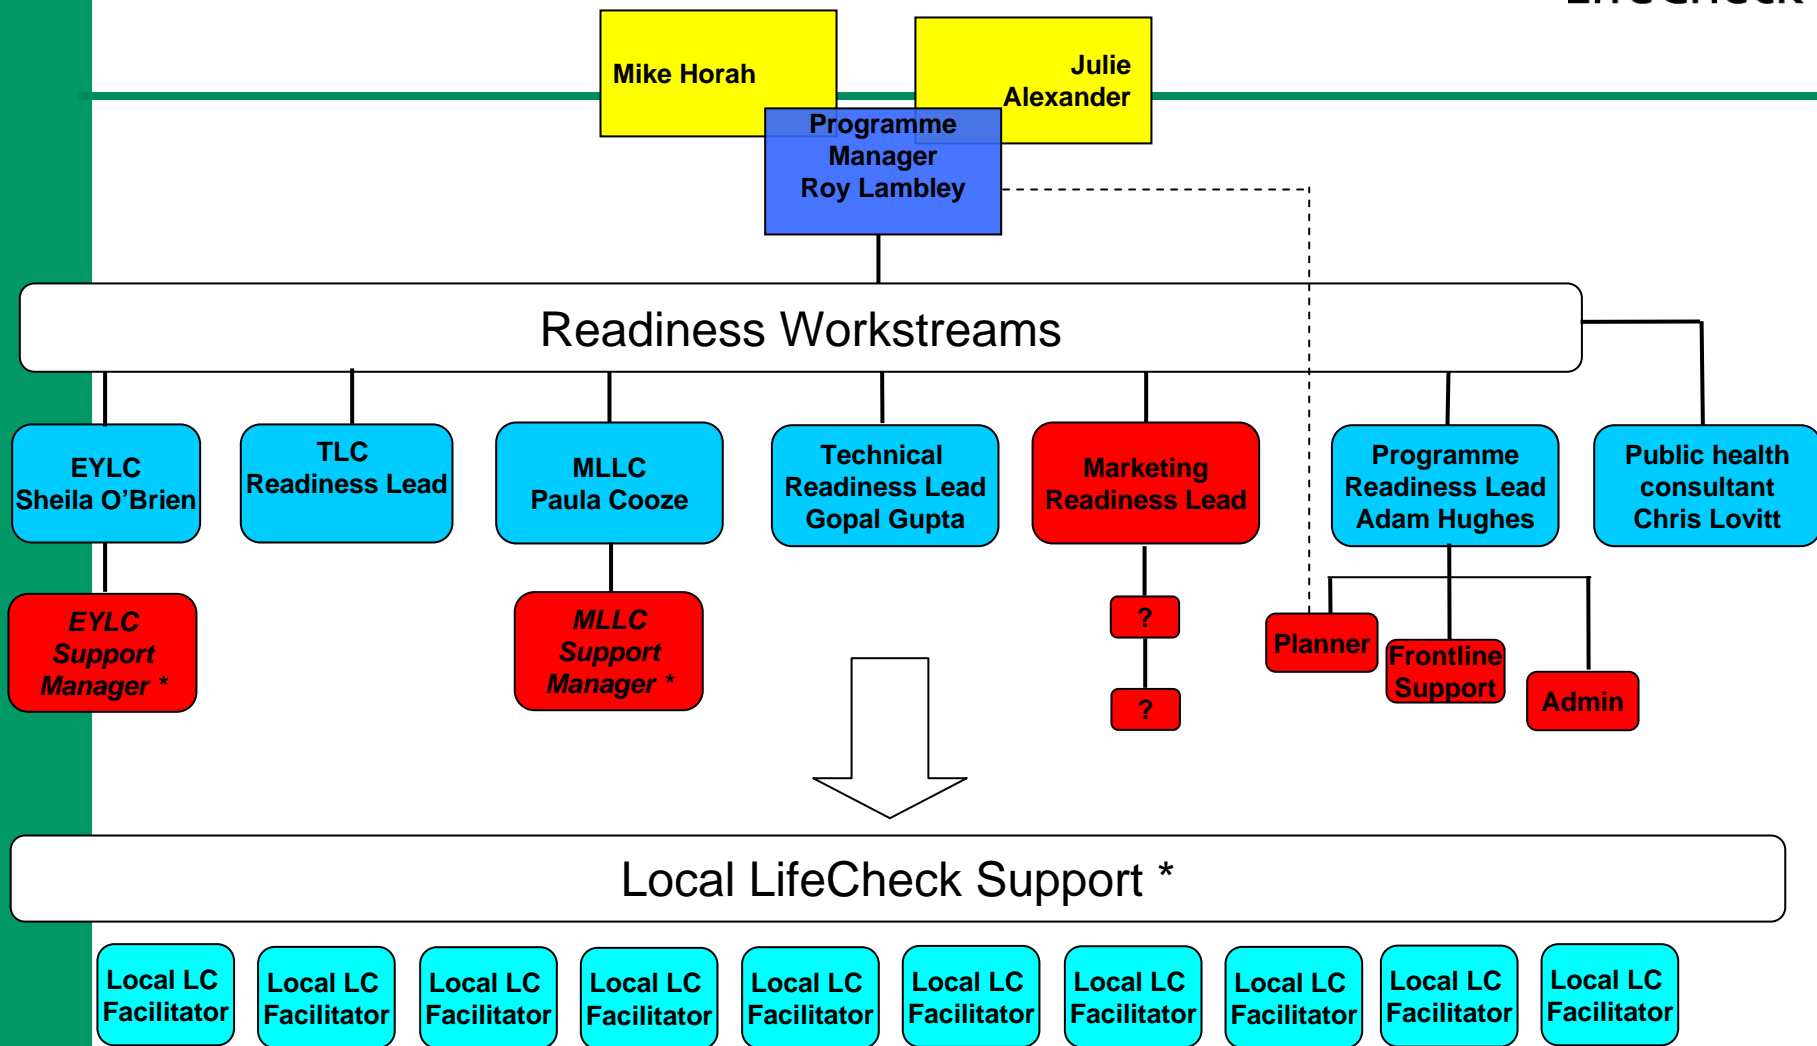 LifeCheck
Mike Horah
Julie
Alexander
Programme
Manager
Roy Lambley
Readiness Workstreams
EYLC
Sheila O’Brien
TLC
Readiness Lead
MLLC
Paula Cooze
Technical
Readiness Lead
Gopal Gupta
Marketing
Readiness Lead
Programme
Readiness Lead
Adam Hughes
Public health
consultant
Chris Lovitt
EYLC
Support
Manager *
MLLC
Support
Manager *
?
?
Planner
Frontline
Support
Admin
Local LifeCheck Support *
Local LC
Facilitator
Local LC
Facilitator
Local LC
Facilitator
Local LC
Facilitator
Local LC
Facilitator
Local LC
Facilitator
Local LC
Facilitator
Local LC
Facilitator
Local LC
Facilitator
Local LC
Facilitator